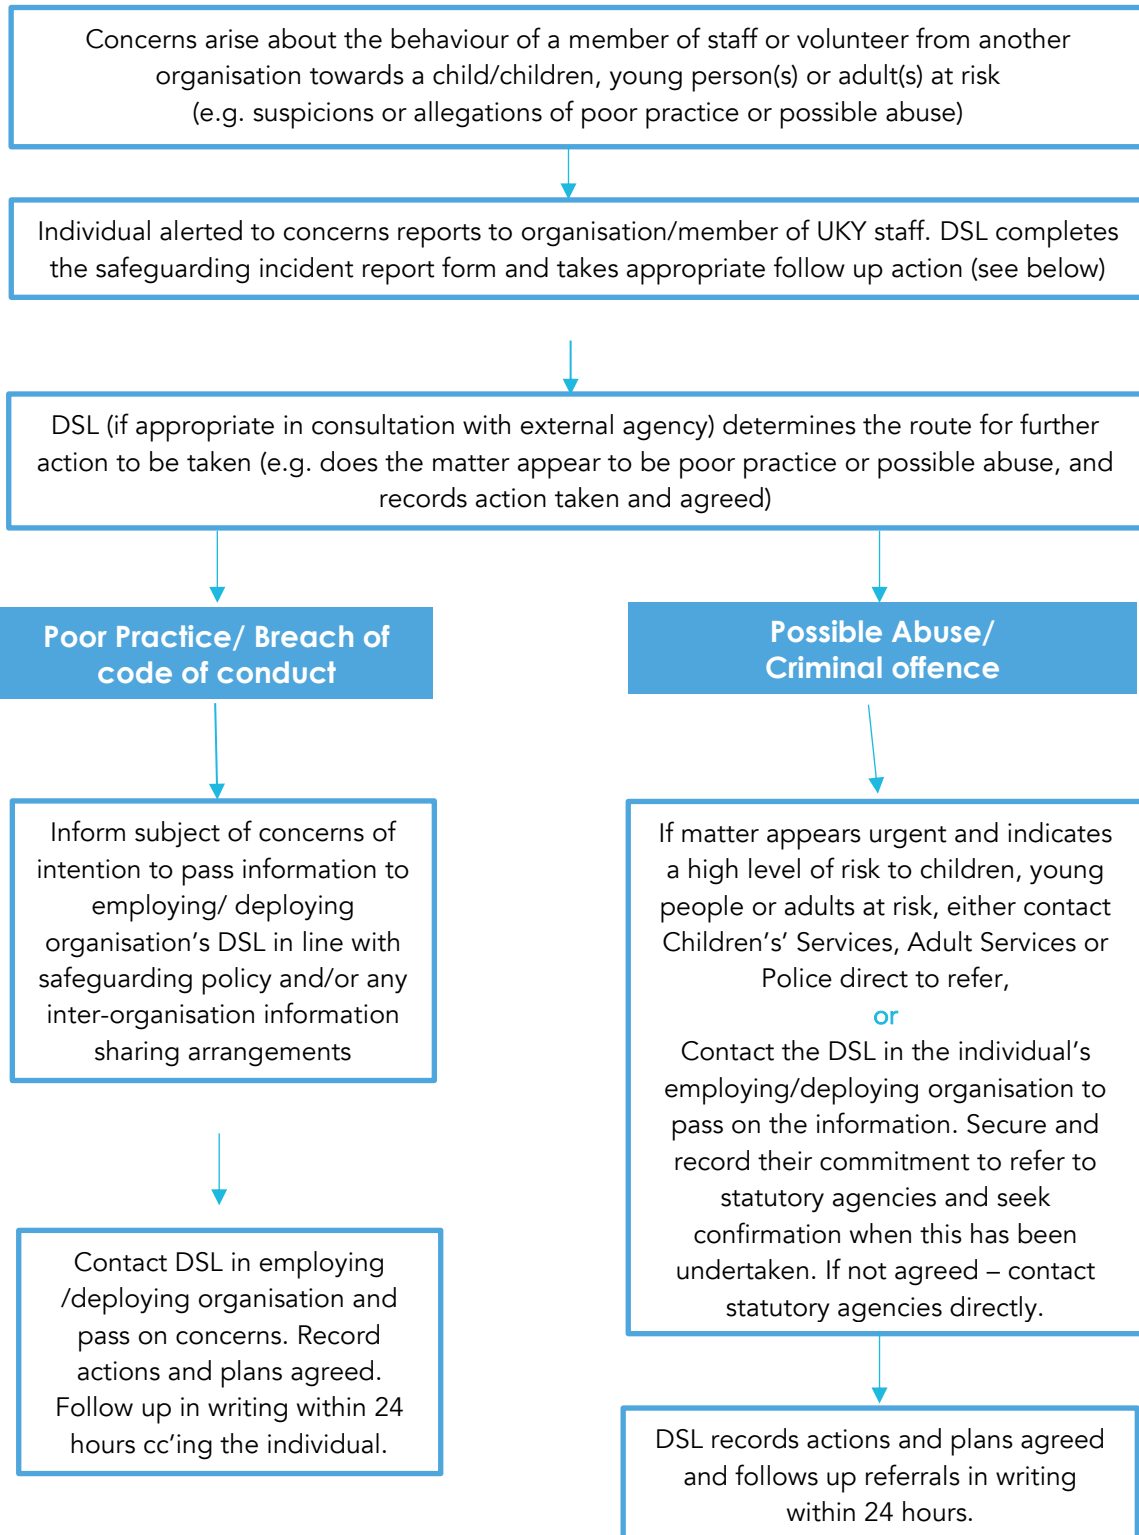 Concerns arise about the behaviour of a member of staff or volunteer from another
organisation towards a child/children, young person(s) or adult(s) at risk
(e.g. suspicions or allegations of poor practice or possible abuse)
Individual alerted to concerns reports to organisation/member of UKY staff. DSL completes
the safeguarding incident report form and takes appropriate follow up action (see below)
DSL (if appropriate in consultation with external agency) determines the route for further
action to be taken (e.g. does the matter appear to be poor practice or possible abuse, and
records action taken and agreed)
Poor Practice/ Breach of
code of conduct
Inform subject of concerns of
intention to pass information to
employing/ deploying
organisation’s DSL in line with
safeguarding policy and/or any
inter-organisation information
sharing arrangements
Contact DSL in employing
/deploying organisation and
pass on concerns. Record
actions and plans agreed.
Follow up in writing within 24
hours cc’ing the individual.
Possible Abuse/
Criminal offence
If matter appears urgent and indicates
a high level of risk to children, young
people or adults at risk, either contact
Children’s’ Services, Adult Services or
Police direct to refer,
or
Contact the DSL in the individual’s
employing/deploying organisation to
pass on the information. Secure and
record their commitment to refer to
statutory agencies and seek
confirmation when this has been
undertaken. If not agreed – contact
statutory agencies directly.
DSL records actions and plans agreed
and follows up referrals in writing
within 24 hours.